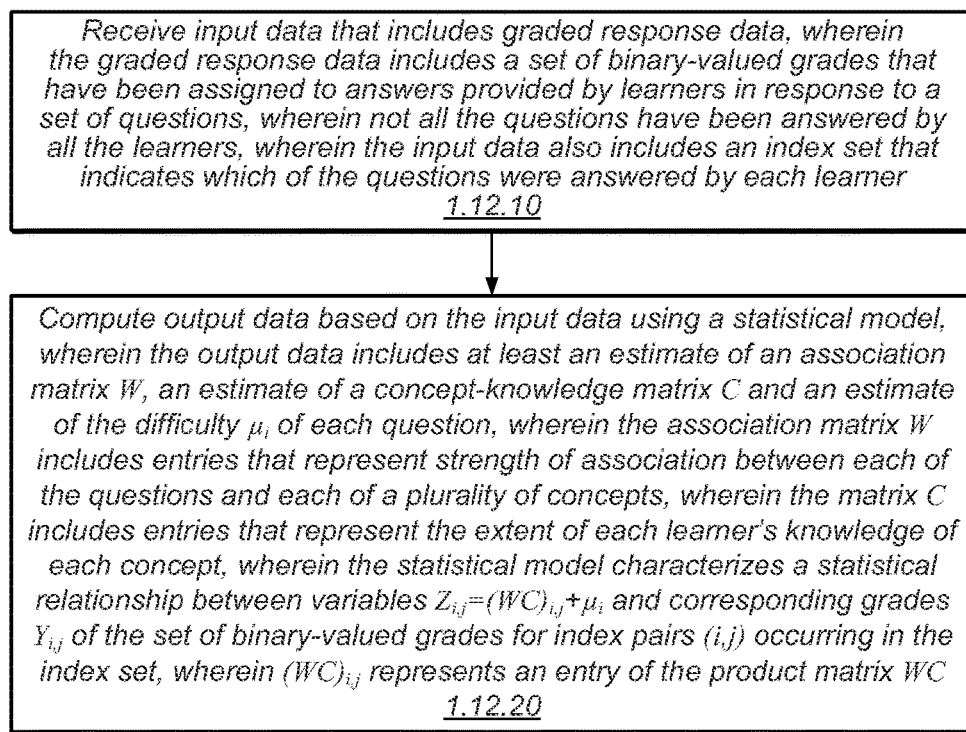 Receive input data that includes graded response data, wherein
the graded response data includes a set of binary-valued grades that
have been assigned to answers provided by learners in response to a
set of questions, wherein not all the questions have been answered by
all the learners, wherein the input data also includes an index set that
indicates which of the questions were answered by each learner
1.12.10
Compute output data based on the input data using a statistical model,
wherein the output data includes at least an estimate of an association
matrix W, an estimate of a concept-knowledge matrix C and an estimate
of the difficulty μi of each question, wherein the association matrix W
includes entries that represent strength of association between each of
the questions and each of a plurality of concepts, wherein the matrix C
includes entries that represent the extent of each learner's knowledge of
each concept, wherein the statistical model characterizes a statistical
relationship between variables Zi,j=(WC)i,j+μi and corresponding grades
Yi,j of the set of binary-valued grades for index pairs (i,j) occurring in the
index set, wherein (WC)i,j represents an entry of the product matrix WC
1.12.20